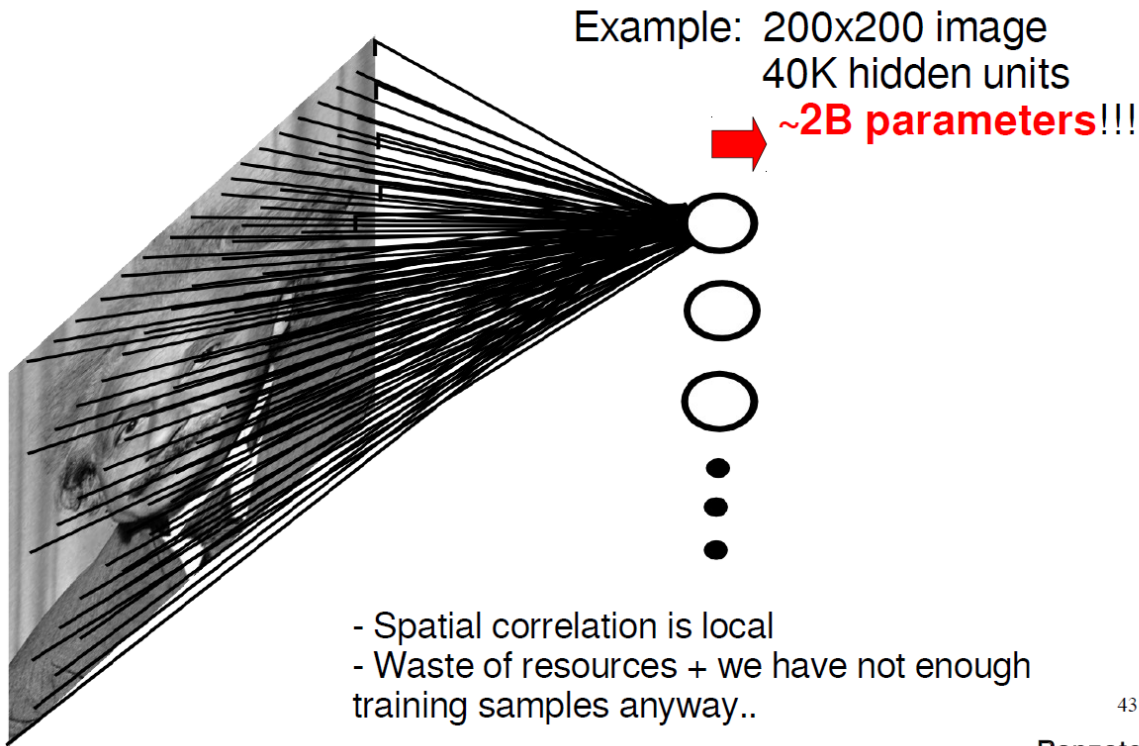 Example: 200x200 image
40K hidden units
~2B parameters!!!
- Spatial correlation is local
- Waste of resources + we have not enough
training samples anyway..
43